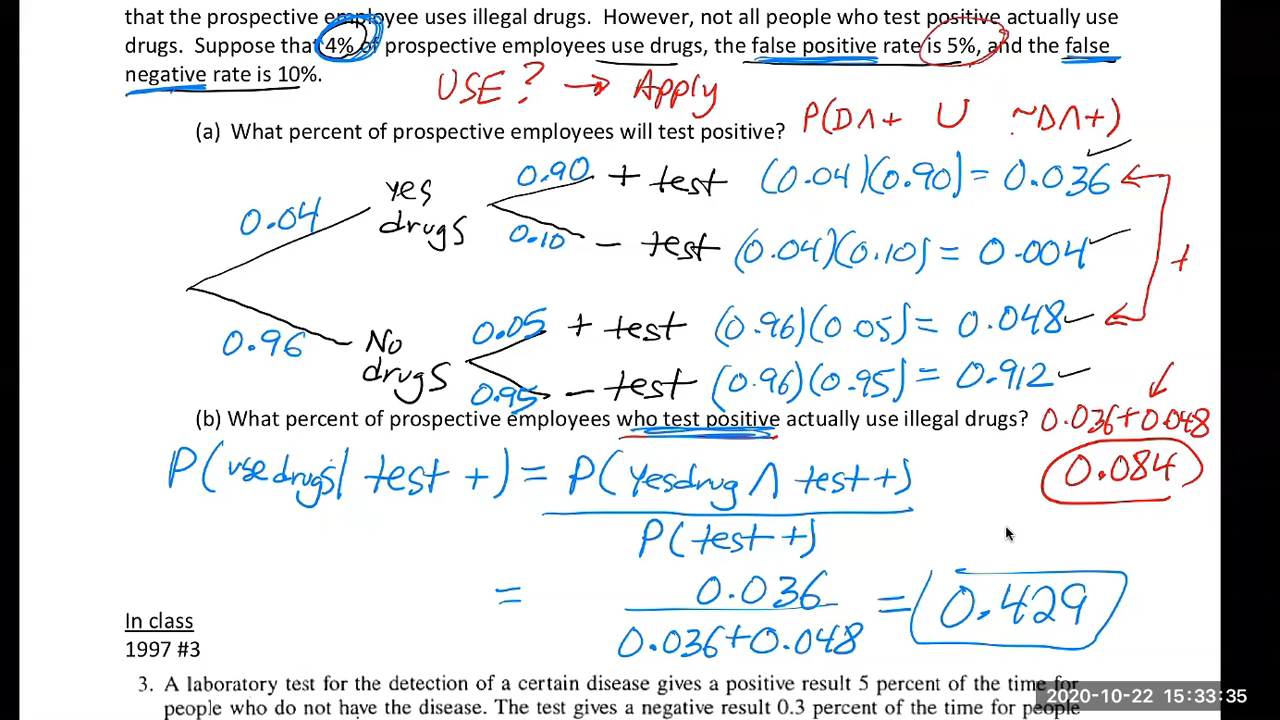 that the prospective employee uses illegal drugs. However, not all people who test positive actually use
drugs. Suppose that 4% of prospective employees use drugs, the false positive rate is 5%, and the false
negative rate is 10%.
USE? → Apply
(a) What percent of prospective employees will test positive?
P(D∧+ ∪ ~D∧+)
0.04 yes drugs 0.90 + test (0.04)(0.90) = 0.036
0.10 - test (0.04)(0.10) = 0.004
+
0.96 No drugs 0.05 + test (0.96)(0.05) = 0.048
0.95 - test (0.96)(0.95) = 0.912
(b) What percent of prospective employees who test positive actually use illegal drugs?
0.036+0.048
0.084
P(use drugs | test +) = P(yesdrug ∧ test +)
P(test +)
= 0.036
0.036+0.048
= 0.429
In class
1997 #3
3. A laboratory test for the detection of a certain disease gives a positive result 5 percent of the time for
people who do not have the disease. The test gives a negative result 0.3 percent of the time for people
2020-10-22 15:33:35